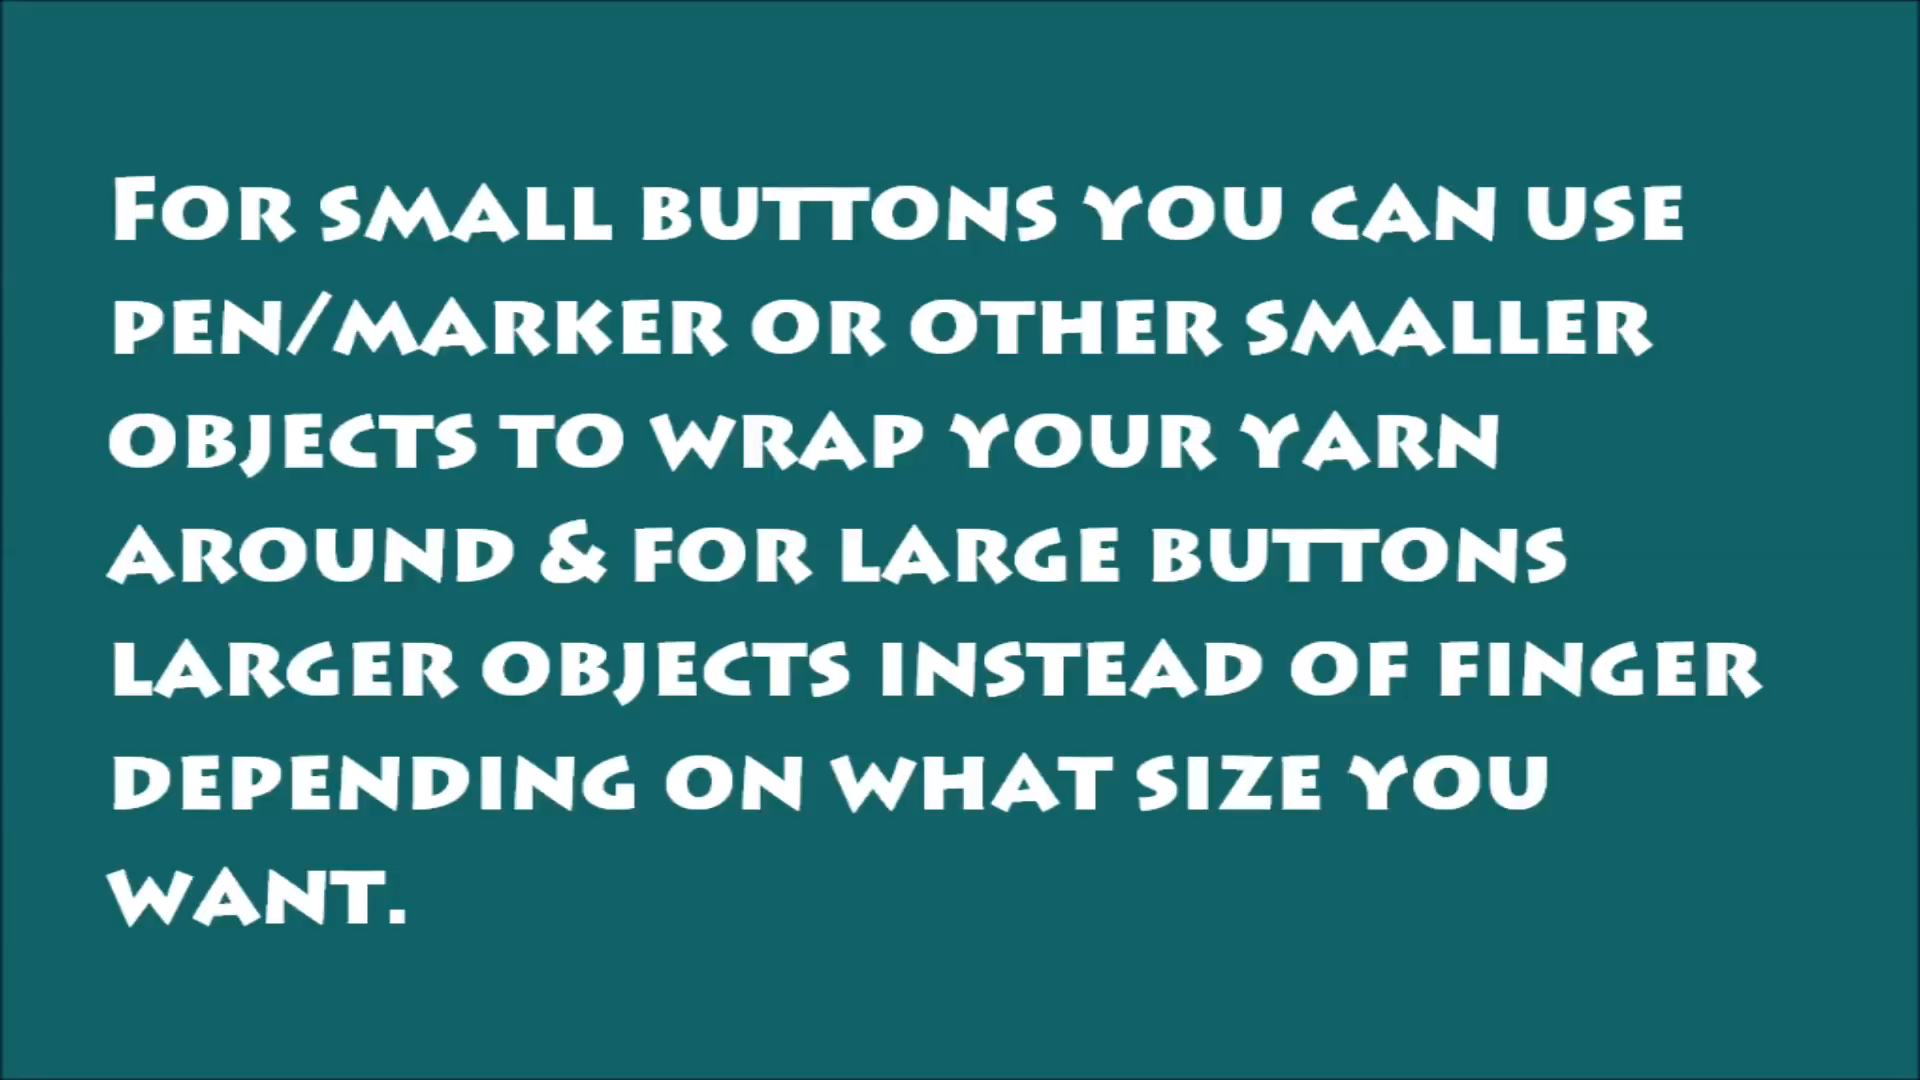 For small buttons you can use
pen/marker or other smaller
objects to wrap your yarn
around & for large buttons
larger objects instead of finger
depending on what size you
want.